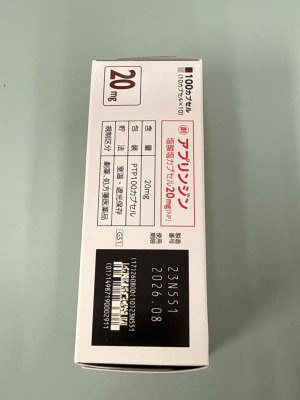 100カプセル
(10カプセル×10)
20mg
劇 アプリンジン
塩酸塩カプセル20mg「NP」
含量 20mg
包装 PTP100カプセル
貯法 室温・遮光保存
規制区分 劇薬、処方箋医薬品
GS1
製造番号 23N551
使用期限 2026.08
(17)260800(10)23N551
(01)14987190002911